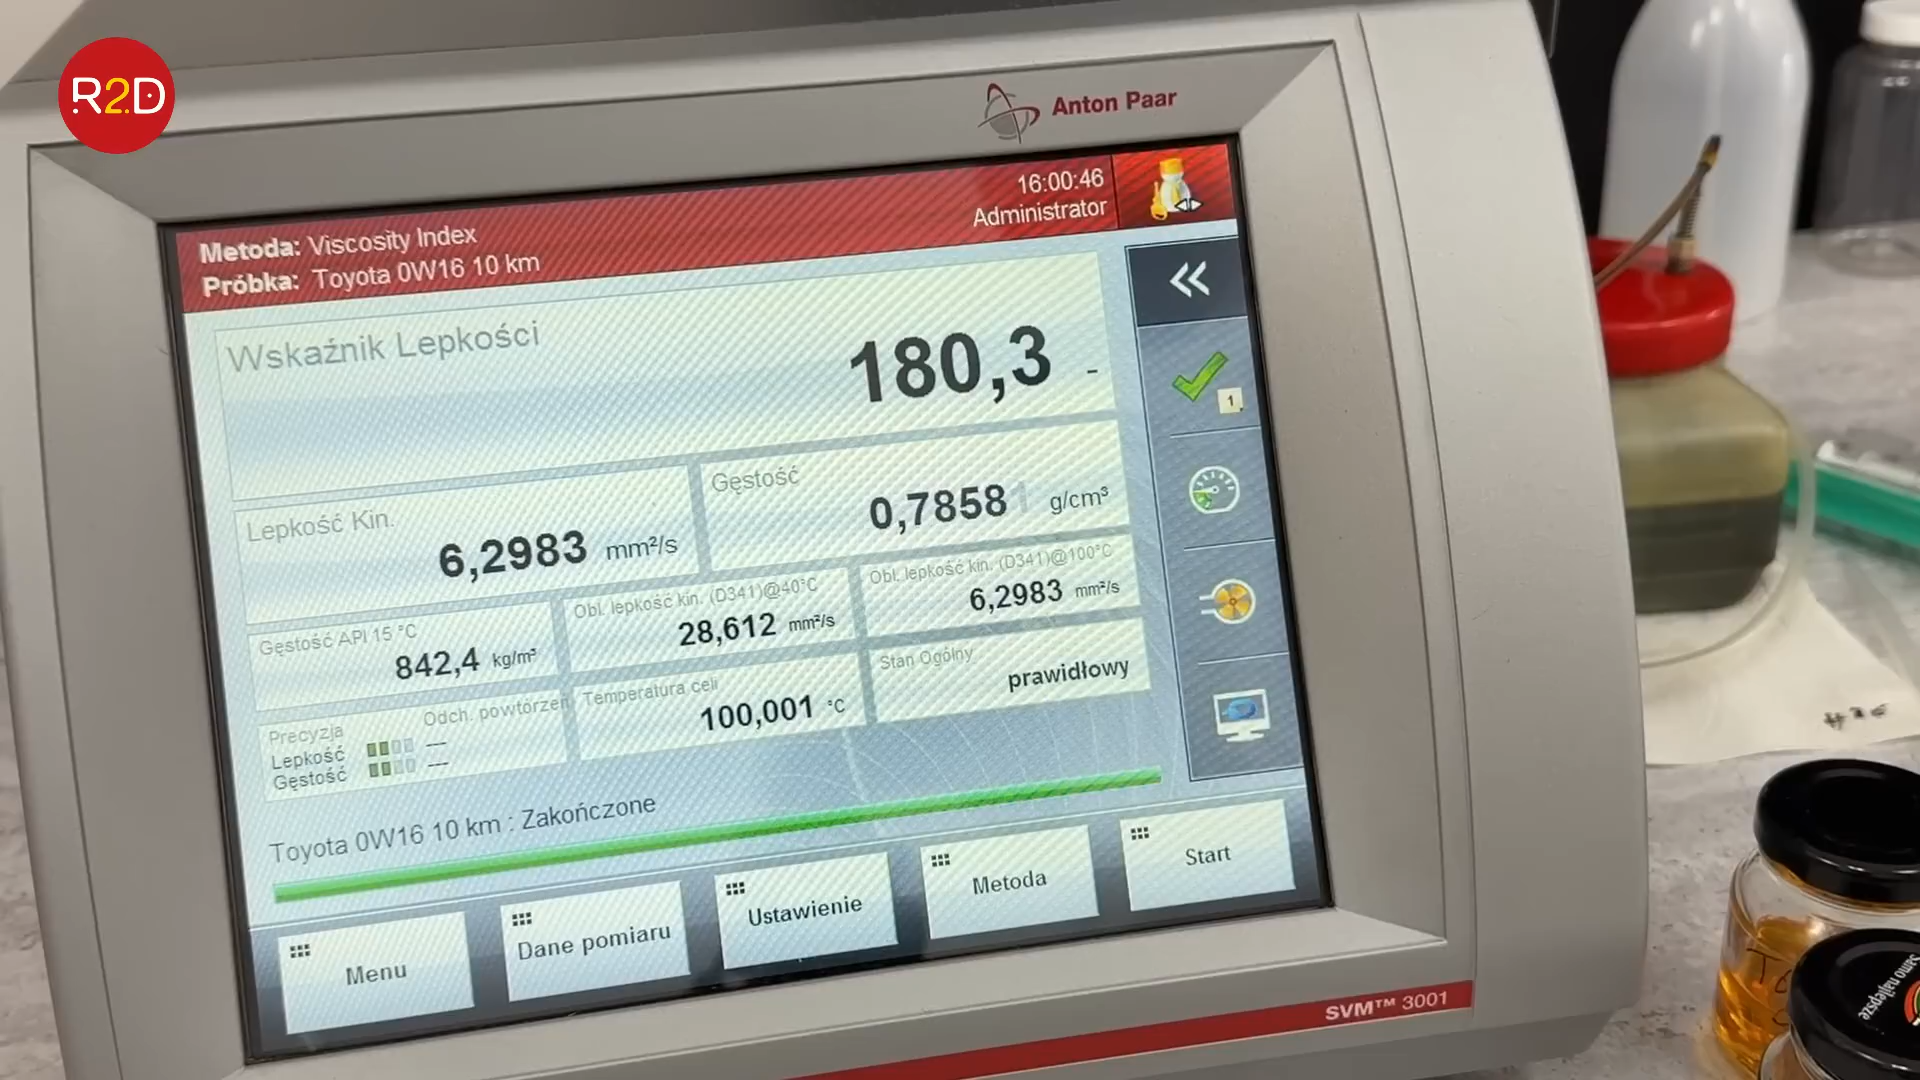 R2D
Anton Paar
16:00:46
Administrator
Metoda: Viscosity Index
Próbka: Toyota 0W16 10 km
Wskaźnik Lepkości
180,3 -
Lepkość Kin.
6,2983 mm²/s
Gęstość
0,7858 g/cm³
Gęstość API 15 °C
842,4 kg/m³
Obl. lepkość kin. (D341)@40°C
28,612 mm²/s
Obl. lepkość kin. (D341)@100°C
6,2983 mm²/s
Precyzja
Odch. powtórzeń
Lepkość ---
Gęstość ---
Temperatura celi
100,001 °C
Stan Ogólny
prawidłowy
1
Toyota 0W16 10 km : Zakończone
Menu
Dane pomiaru
Ustawienie
Metoda
Start
SVM™ 3001
Samo najlepsze